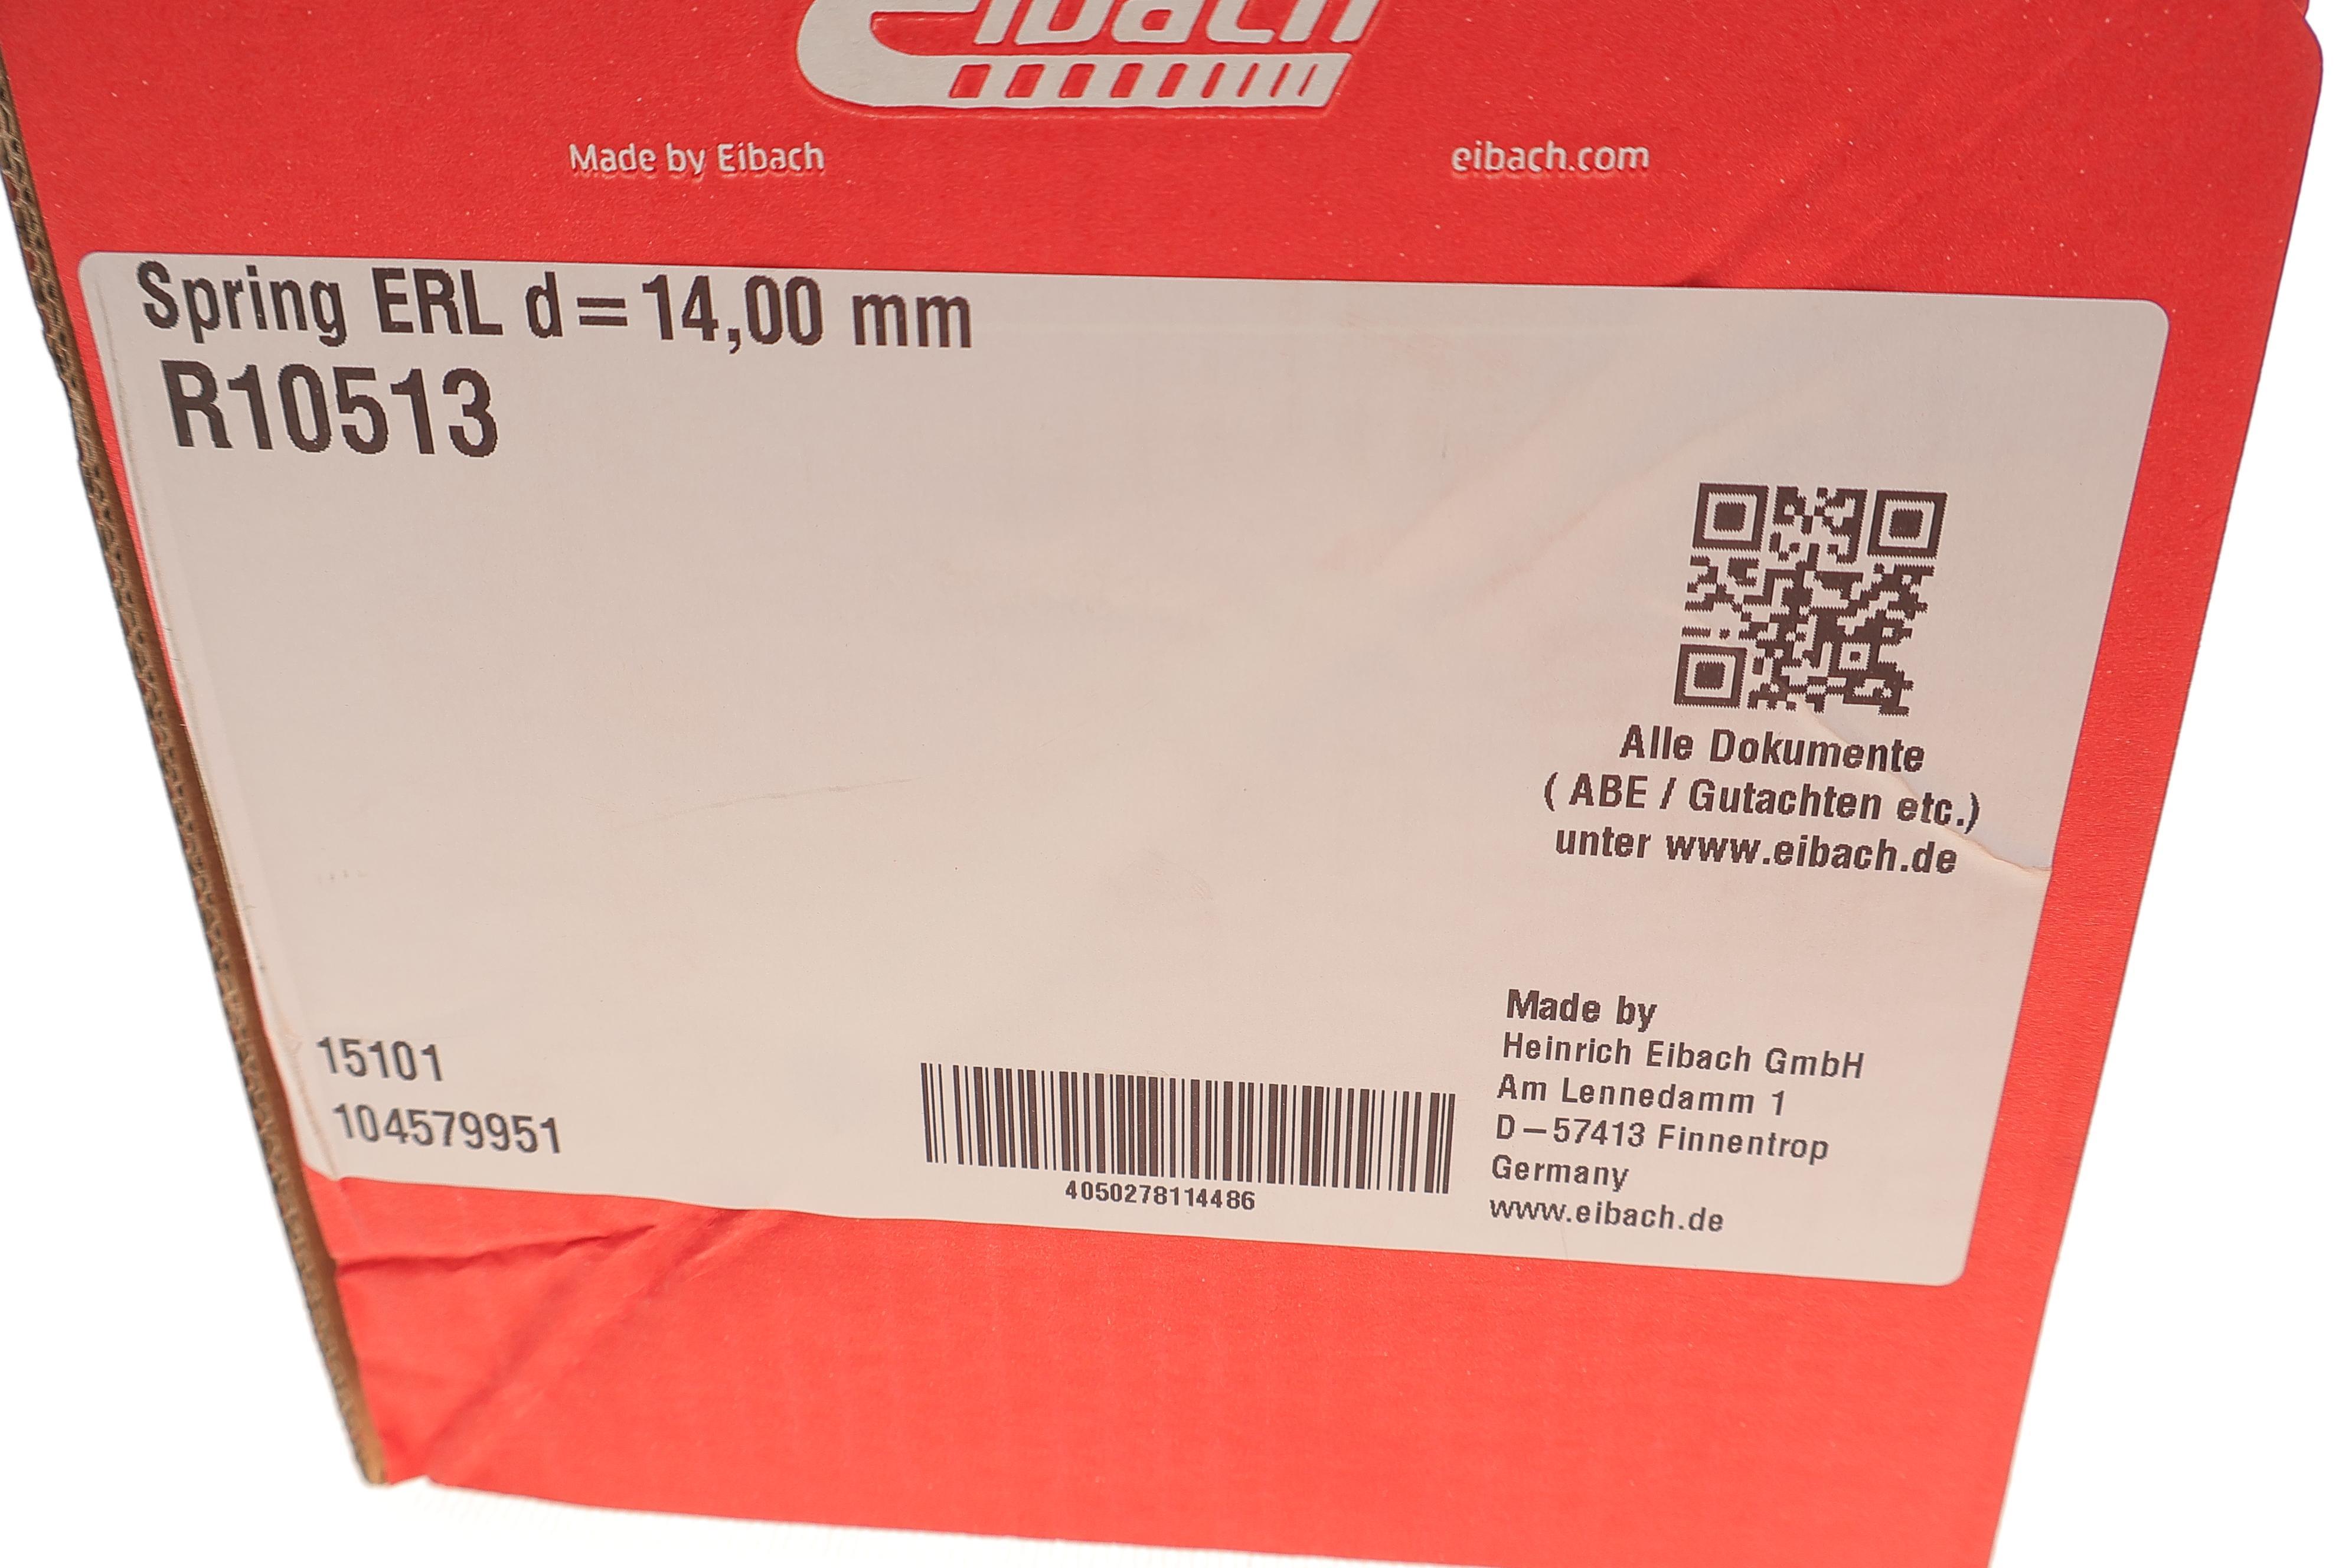 eibach
Made by Eibach
eibach.com
Spring ERL d=14,00 mm
R10513
Alle Dokumente
( ABE / Gutachten etc.)
unter www.eibach.de
15101
104579951
4050278114486
Made by
Heinrich Eibach GmbH
Am Lennedamm 1
D–57413 Finnentrop
Germany
www.eibach.de